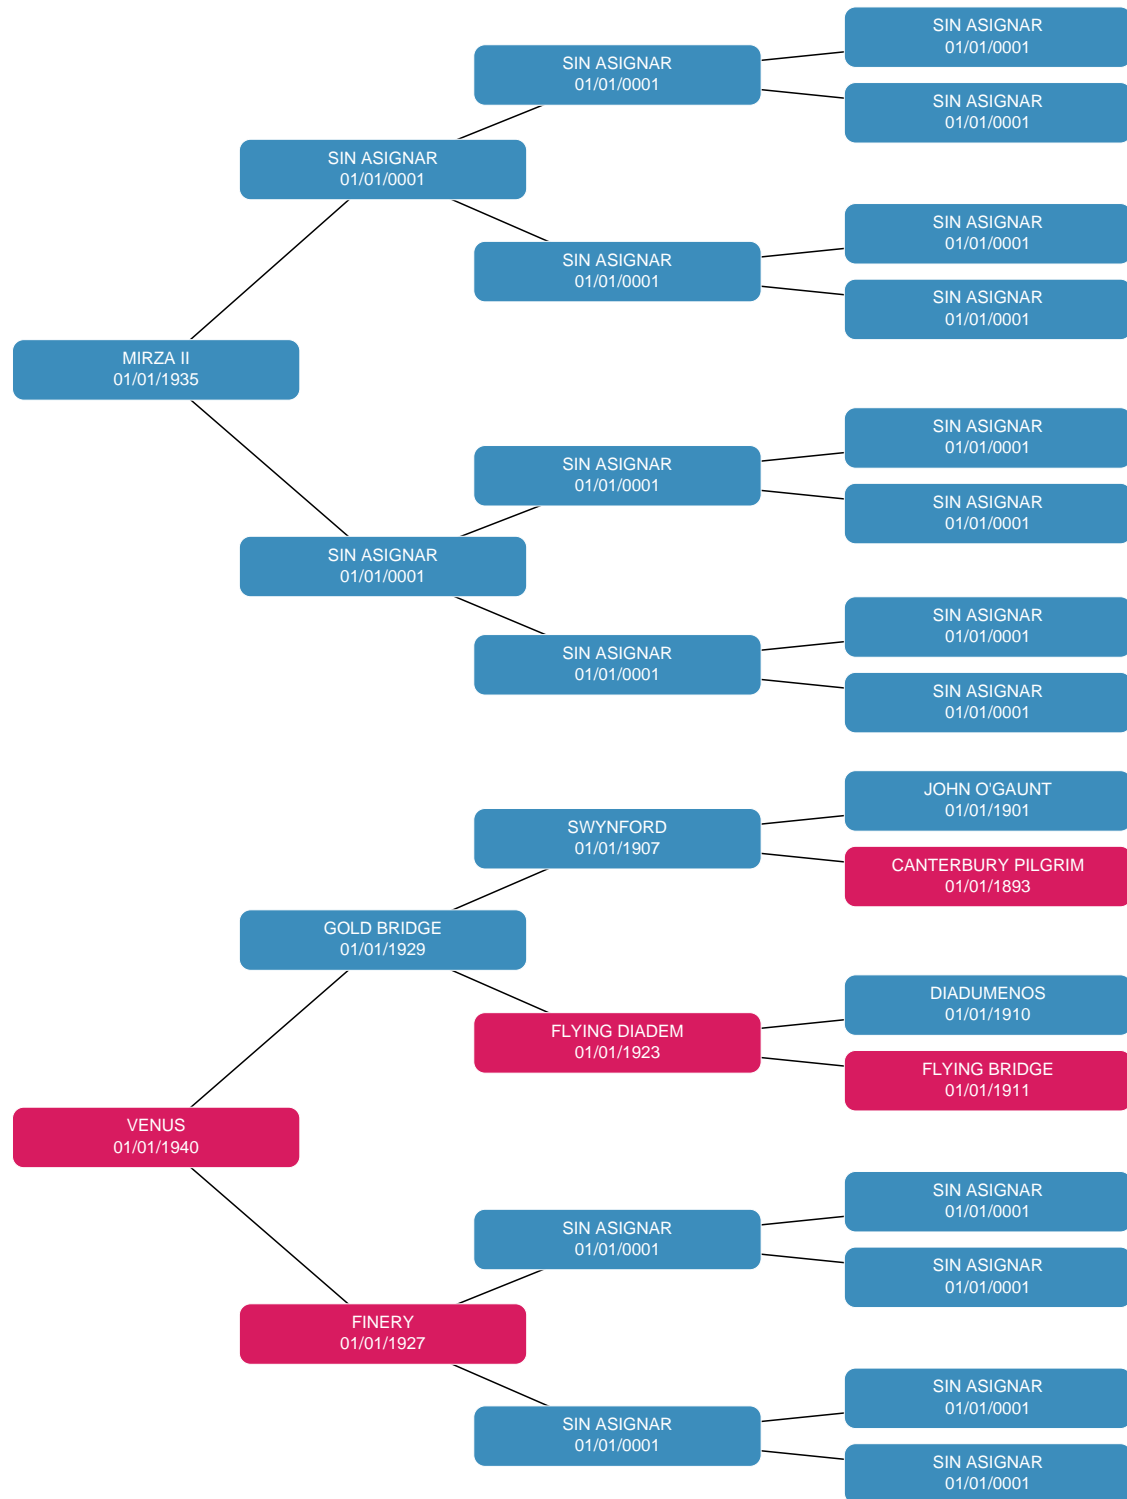 SIN ASIGNAR
01/01/0001
SIN ASIGNAR
01/01/0001
SIN ASIGNAR
01/01/0001
SIN ASIGNAR
01/01/0001
SIN ASIGNAR
01/01/0001
SIN ASIGNAR
01/01/0001
SIN ASIGNAR
01/01/0001
MIRZA II
01/01/1935
SIN ASIGNAR
01/01/0001
SIN ASIGNAR
01/01/0001
SIN ASIGNAR
01/01/0001
SIN ASIGNAR
01/01/0001
SIN ASIGNAR
01/01/0001
SIN ASIGNAR
01/01/0001
SIN ASIGNAR
01/01/0001
JOHN O'GAUNT
01/01/1901
SWYNFORD
01/01/1907
CANTERBURY PILGRIM
01/01/1893
GOLD BRIDGE
01/01/1929
DIADUMENOS
01/01/1910
FLYING DIADEM
01/01/1923
FLYING BRIDGE
01/01/1911
VENUS
01/01/1940
SIN ASIGNAR
01/01/0001
SIN ASIGNAR
01/01/0001
SIN ASIGNAR
01/01/0001
FINERY
01/01/1927
SIN ASIGNAR
01/01/0001
SIN ASIGNAR
01/01/0001
SIN ASIGNAR
01/01/0001